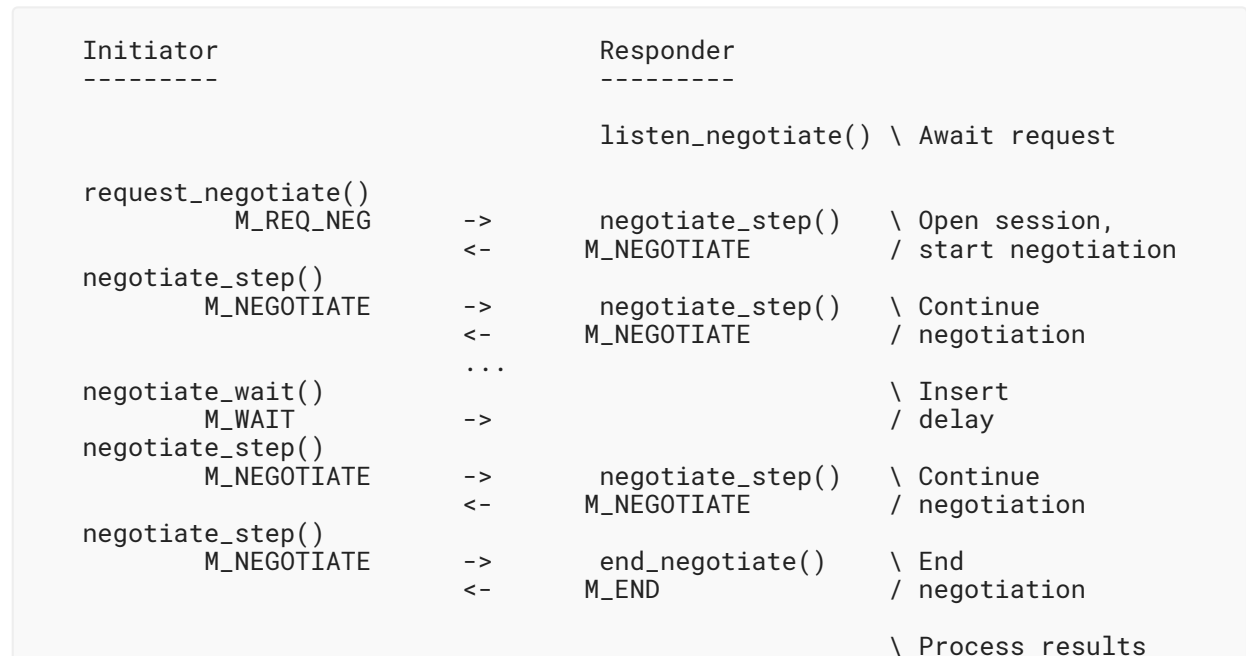 Initiator                         Responder
---------                         ---------
                                  listen_negotiate() \ Await request
request_negotiate()
          M_REQ_NEG      ->       negotiate_step()   \ Open session,
                         <-      M_NEGOTIATE         / start negotiation
negotiate_step()
        M_NEGOTIATE      ->       negotiate_step()   \ Continue
                         <-      M_NEGOTIATE         / negotiation
                         ...
negotiate_wait()                                     \ Insert
        M_WAIT           ->                          / delay
negotiate_step()
        M_NEGOTIATE      ->       negotiate_step()   \ Continue
                         <-      M_NEGOTIATE         / negotiation
negotiate_step()
        M_NEGOTIATE      ->       end_negotiate()    \ End
                         <-      M_END               / negotiation
                                                     \ Process results